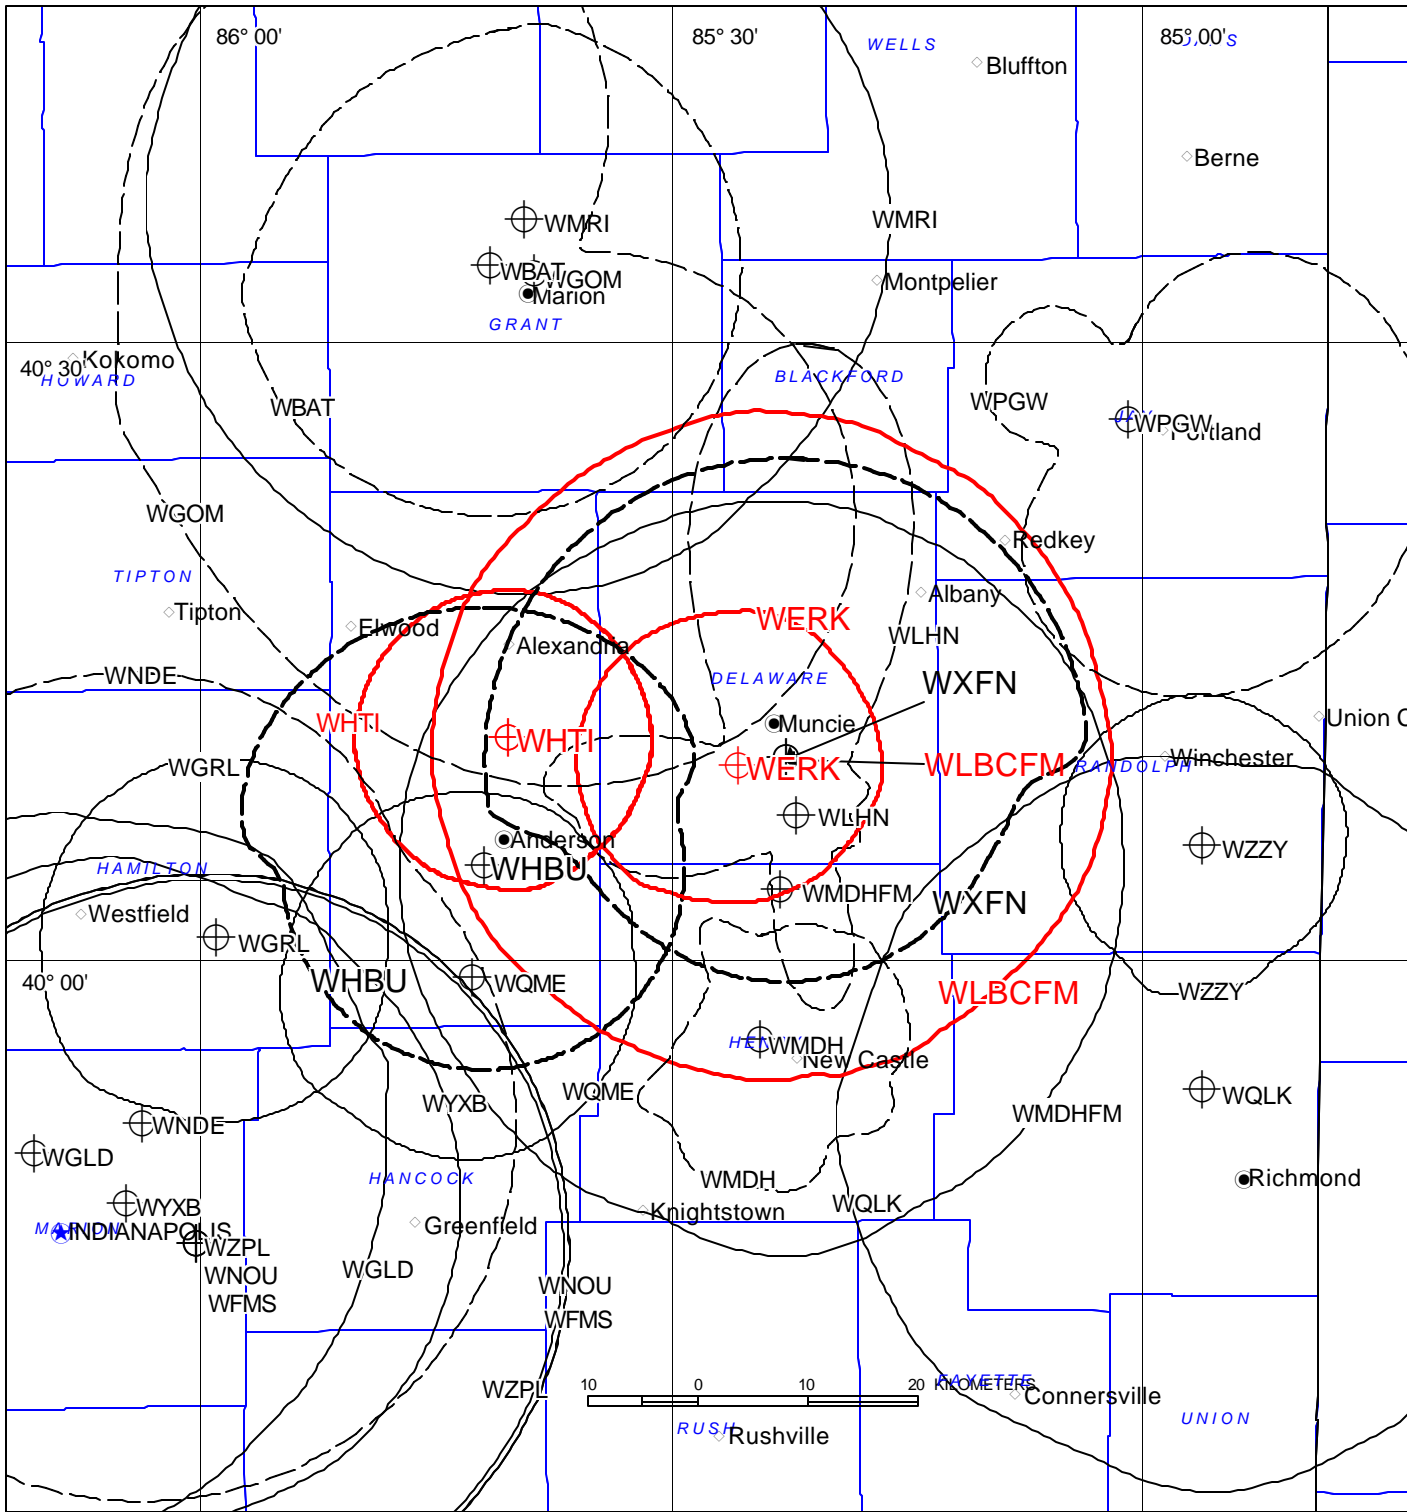 86° 00'
85° 30'
85° 00'
WELLS
Bluffton
Berne
WMRI
WMRI
WBAT
WGOM
Montpelier
Marion
GRANT
40° 30'
Kokomo
HOWARD
BLACKFORD
WBAT
WPGW
WPGW
Portland
WGOM
Redkey
TIPTON
Tipton
Albany
Elwood
WERK
Alexandria
WLHN
WNDE
DELAWARE
WXFN
WHTI
Muncie
Union C
WHTI
WGRL
WERK
WLBCFM
RANDOLPH
Winchester
WLHN
Anderson
WZZY
HAMILTON
WHBU
WMDHFM
WXFN
Westfield
WGRL
40° 00'
WHBU
WQME
WLBCFM
WZZY
WMDH
New Castle
WQME
WYXB
WQLK
WMDHFM
WNDE
WGLD
HANCOCK
WMDH
Richmond
WYXB
WQLK
Knightstown
MARION
INDIANAPOLIS
Greenfield
WZPL
WNOU
WFMS
WGLD
WNOU
WFMS
WZPL
10 0 10 20 KILOMETERS
FAYETTE
Connersville
RUSH
Rushville
UNION